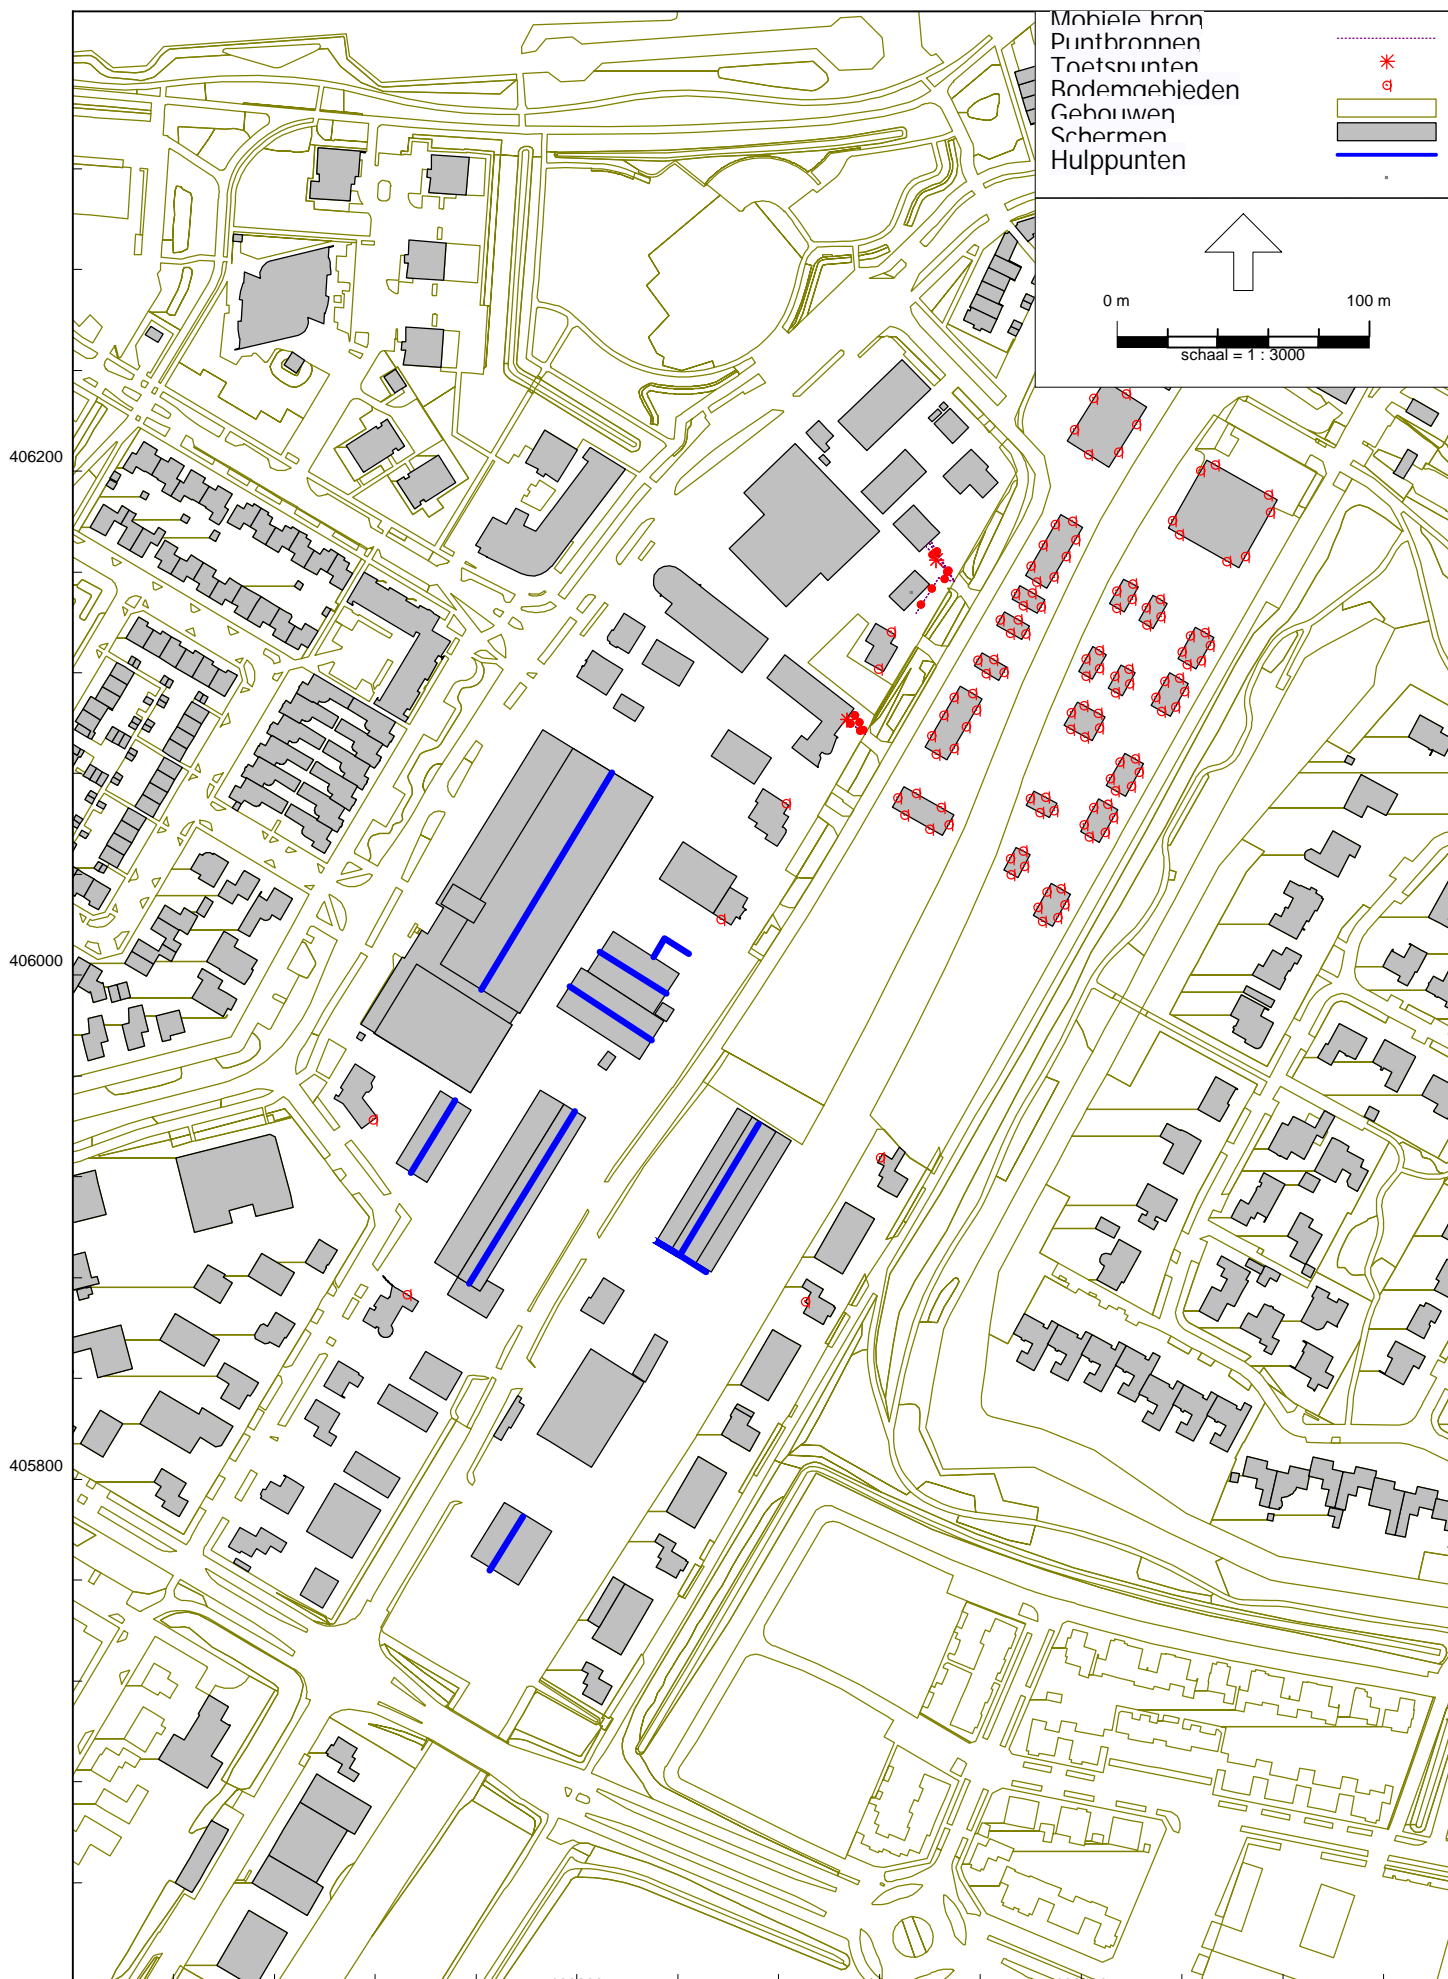 Mobiele bron
Puntbronnen
Toetspunten
Bodemgebieden
Gebouwen
Schermen
Hulppunten
0 m 100 m
schaal = 1 : 3000
406200
406000
405800